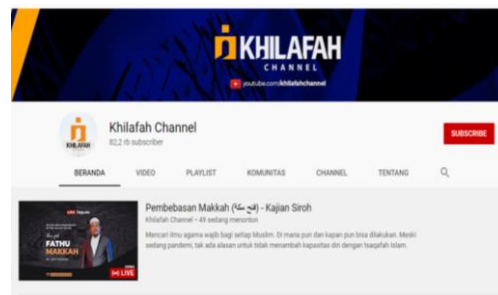 KHILAFAH
CHANNEL
youtube.com/khilafahchannel
KHILAFAH
Khilafah Channel
82,2 rb subscriber
SUBSCRIBE
BERANDA VIDEO PLAYLIST KOMUNITAS CHANNEL TENTANG
Pembebasan Makkah (فتح مكة) - Kajian Siroh
Khilafah Channel • 49 sedang menonton
Mencari ilmu agama wajib bagi setiap Muslim. Di mana pun dan kapan pun bisa dilakukan. Meski
sedang pandemi, tak ada alasan untuk tidak menambah kapasitas diri dengan tsaqafah Islam.
FATHU
MAKKAH
LIVE